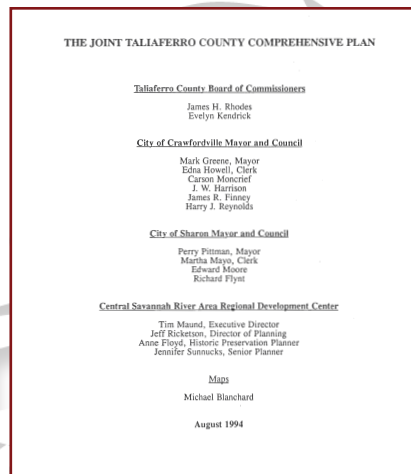 THE JOINT TALIAFERRO COUNTY COMPREHENSIVE PLAN
Taliaferro County Board of Commissioners
James H. Rhodes
Evelyn Kendrick
City of Crawfordville Mayor and Council
Mark Greene, Mayor
Edna Howell, Clerk
Carson Moncrief
J. W. Harrison
James R. Finney
Harry J. Reynolds
City of Sharon Mayor and Council
Perry Pittman, Mayor
Martha Mayo, Clerk
Edward Moore
Richard Flynt
Central Savannah River Area Regional Development Center
Tim Maund, Executive Director
Jeff Ricketson, Director of Planning
Anne Floyd, Historic Preservation Planner
Jennifer Sunnucks, Senior Planner
Maps
Michael Blanchard
August 1994